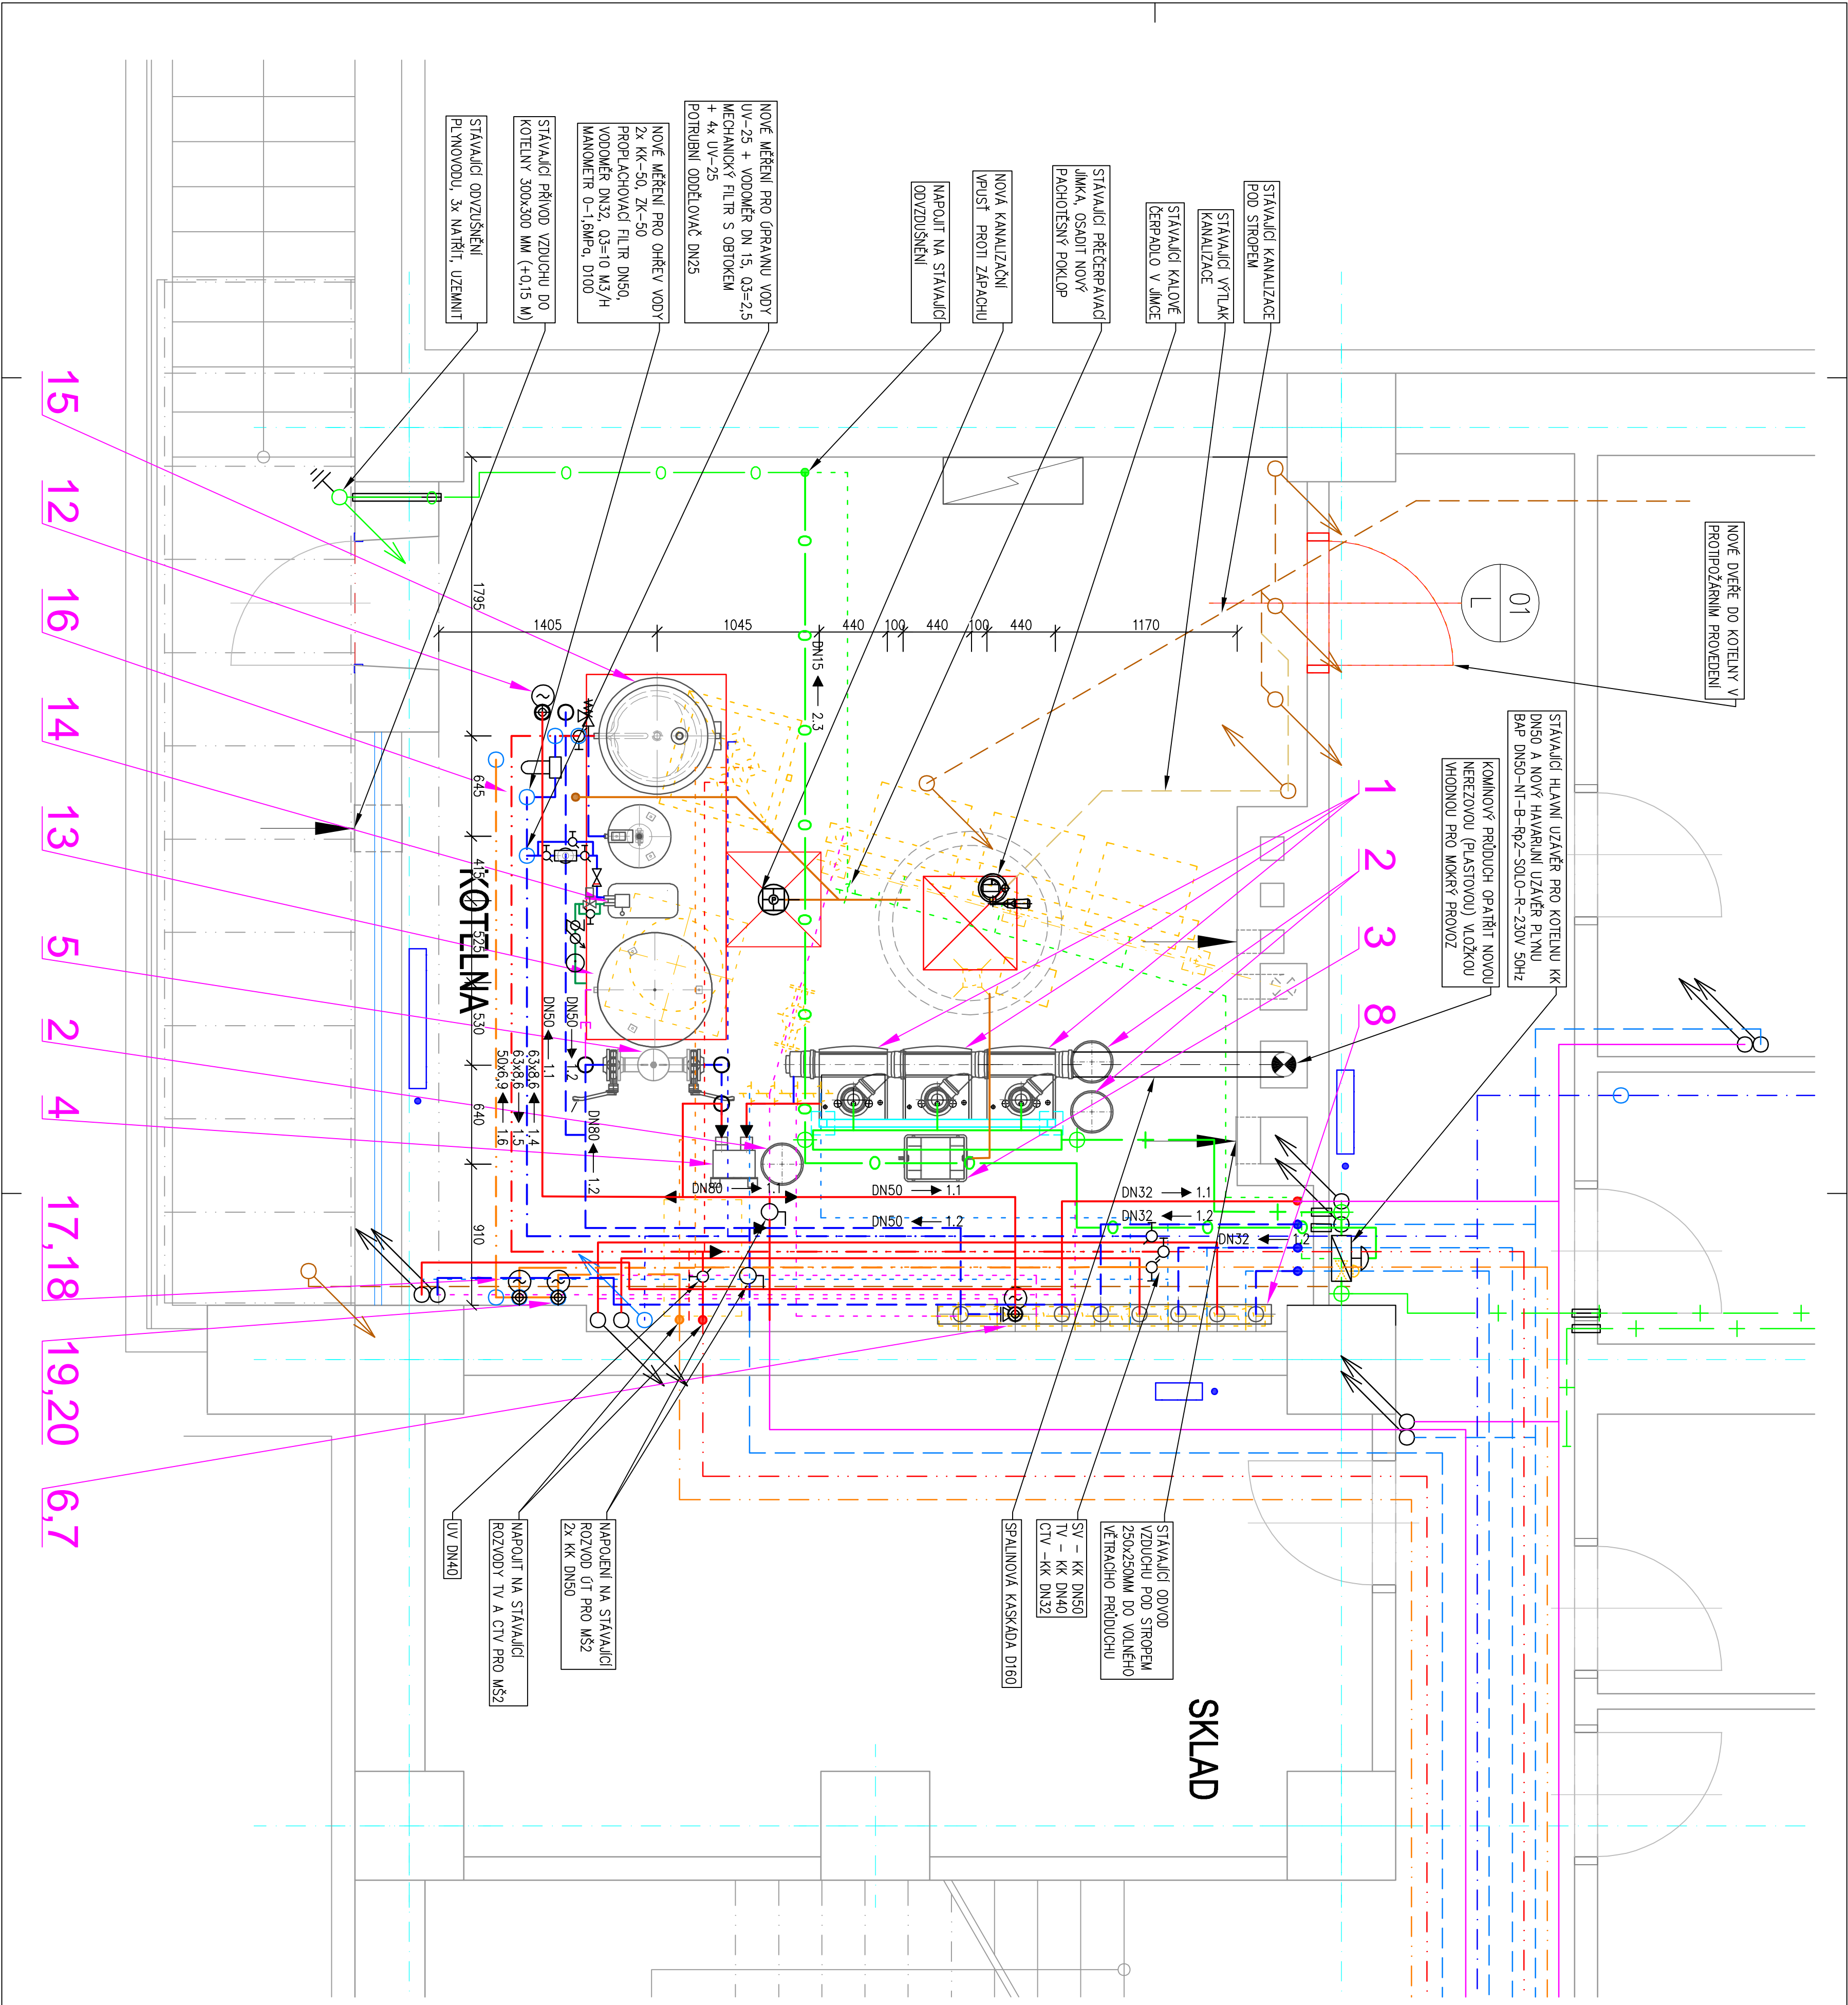 NOVÉ DVEŘE DO KOTELNY V
PROTIPOŽÁRNÍM PROVEDENÍ
01
L
STÁVAJÍCÍ HLAVNÍ UZÁVĚR PRO KOTELNU KK
DN50 A NOVÝ HAVARIJNÍ UZÁVĚR PLYNU
BAP DN50-NT-B-Rp2-SOLO-R-230V 50Hz
KOMÍNOVÝ PRŮDUCH OPATŘIT NOVOU
NEREZOVOU (PLASTOVOU) VLOŽKOU
VHODNOU PRO MOKRÝ PROVOZ
1
2
3
8
STÁVAJÍCÍ KANALIZACE
POD STROPEM
STÁVAJÍCÍ VÝTLAK
KANALIZACE
STÁVAJÍCÍ KALOVÉ
ČERPADLO V JÍMCE
STÁVAJÍCÍ PŘEČERPÁVACÍ
JÍMKA, OSADIT NOVÝ
PACHOTĚSNÝ POKLOP
NOVÁ KANALIZAČNÍ
VPUSŤ PROTI ZÁPACHU
NAPOJIT NA STÁVAJÍCÍ
ODVZDUŠNĚNÍ
NOVÉ MĚŘENÍ PRO ÚPRAVNU VODY
UV-25 + VODOMĚR DN 15, Q3=2,5
MECHANICKÝ FILTR S OBTOKEM
+ 4x UV-25
POTRUBNÍ ODDĚLOVAČ DN25
NOVÉ MĚŘENÍ PRO OHŘEV VODY
2x KK-50, ZK-50
PROPLACHOVACÍ FILTR DN50,
VODOMĚR DN32, Q3=10 M3/H
MANOMETR 0-1,6MPa, D100
STÁVAJÍCÍ PŘÍVOD VZDUCHU DO
KOTELNY 300x300 MM (+0,15 M)
STÁVAJÍCÍ ODVZUŠNĚNÍ
PLYNOVODU, 3x NATŘÍT, UZEMNIT
1170
440
100
440
100
440
1045
1405
DN15 2.3
1795
645
415
525
530
640
910
KOTELNA
DN50 1.2
DN50 1.1
63x8,6 1.4
63x8,6 1.5
50x6,9 1.6
DN80 1.2
DN80 1.1
DN50 1.1
DN50 1.2
DN32 1.1
DN32 1.2
DN32 1.2
STÁVAJÍCÍ ODVOD
VZDUCHU POD STROPEM
250x250MM DO VOLNÉHO
VĚTRACÍHO PRŮDUCHU
SV - KK DN50
TV - KK DN40
CTV -KK DN32
SPALINOVÁ KASKÁDA D160
NAPOJENÍ NA STÁVAJÍCÍ
ROZVOD ÚT PRO MŠ2
2x KK DN50
NAPOJIT NA STÁVAJÍCÍ
ROZVODY TV A CTV PRO MŠ2
UV DN40
SKLAD
15
12
16
14
13
5
2
4
17,18
19,20
6,7